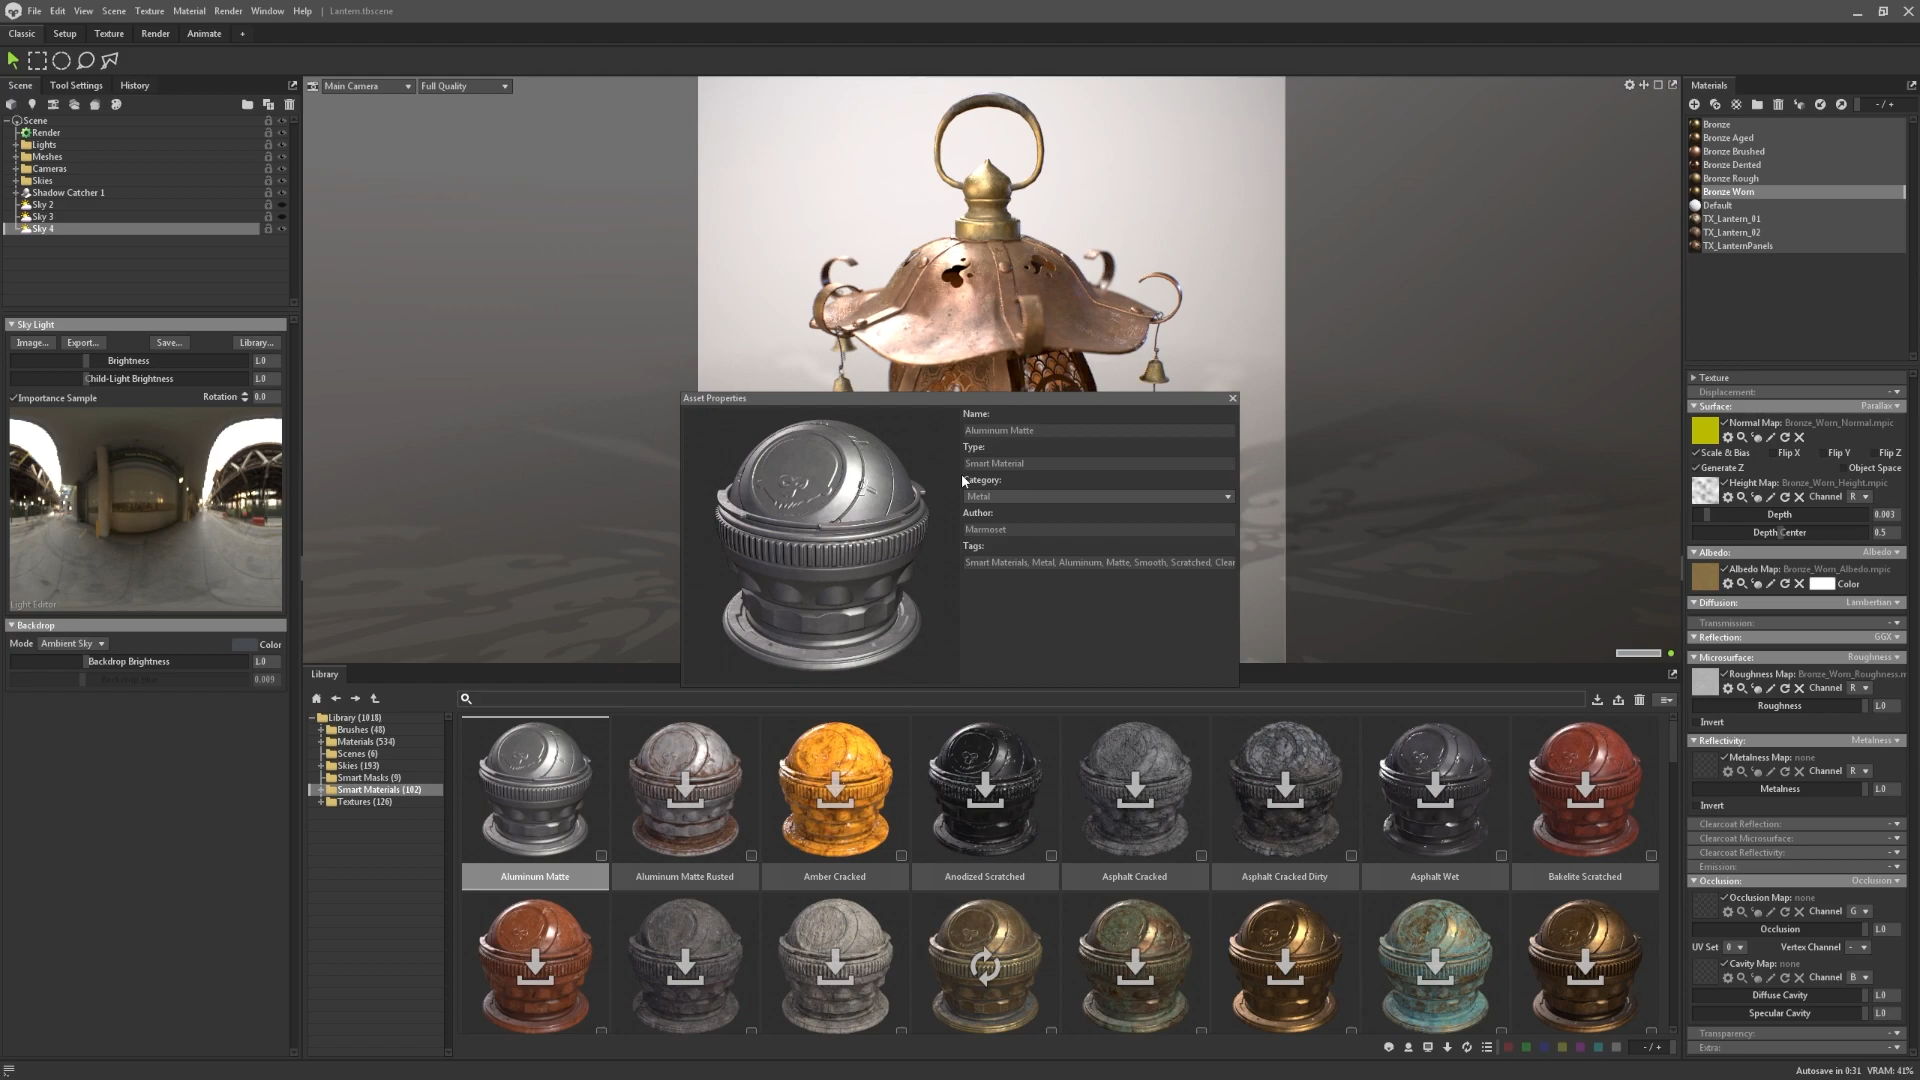 File Edit View Scene Texture Material Render Window Help Lantern.tbscene
Classic Setup Texture Render Animate +
Scene Tool Settings History
Scene
Render
Lights
Meshes
Cameras
Skies
Shadow Catcher 1
Sky 2
Sky 3
Sky 4
Sky Light
Image... Export... Save... Library...
Brightness 1.0
Child-Light Brightness 1.0
Importance Sample Rotation 0.0
Light Editor
Backdrop
Mode Ambient Sky Color
Backdrop Brightness 1.0
0.009
Main Camera Full Quality
Asset Properties
Name:
Aluminum Matte
Type:
Smart Material
Category:
Metal
Author:
Marmoset
Tags:
Smart Materials, Metal, Aluminum, Matte, Smooth, Scratched, Clear
Library
Library (1018)
Brushes (48)
Materials (534)
Scenes (6)
Skies (193)
Smart Masks (9)
Smart Materials (102)
Textures (126)
Aluminum Matte Aluminum Matte Rusted Amber Cracked Anodized Scratched Asphalt Cracked Asphalt Cracked Dirty Asphalt Wet Bakelite Scratched
- / +
Materials
- / +
Bronze
Bronze Aged
Bronze Brushed
Bronze Dented
Bronze Rough
Bronze Worn
Default
TX_Lantern_01
TX_Lantern_02
TX_LanternPanels
Texture
Displacement: -
Surface: Parallax
Normal Map: Bronze_Worn_Normal.mpic
Scale & Bias Flip X Flip Y Flip Z
Generate Z Object Space
Height Map: Bronze_Worn_Height.mpic
Channel R
Depth 0.003
Depth Center 0.5
Albedo: Albedo
Albedo Map: Bronze_Worn_Albedo.mpic
Color
Diffusion: Lambertian
Transmission: -
Reflection: GGX
Microsurface: Roughness
Roughness Map: Bronze_Worn_Roughness.m
Channel R
Roughness 1.0
Invert
Reflectivity: Metalness
Metalness Map: none
Channel R
Metalness 1.0
Invert
Clearcoat Reflection: -
Clearcoat Microsurface: -
Clearcoat Reflectivity: -
Emission: -
Occlusion: Occlusion
Occlusion Map: none
Channel G
Occlusion 1.0
UV Set 0 Vertex Channel -
Cavity Map: none
Channel B
Diffuse Cavity 1.0
Specular Cavity 1.0
Transparency: -
Extra: -
Autosave in 0:31 VRAM: 41%